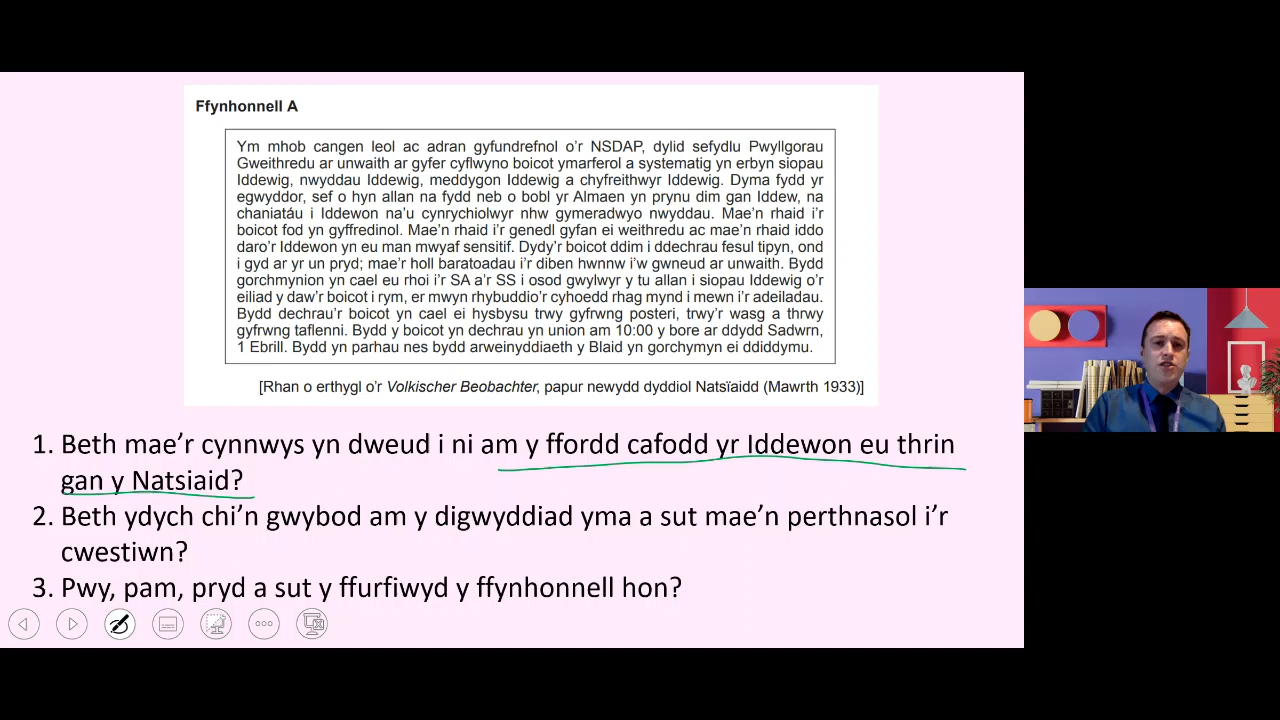 Ffynhonnell A
Ym mhob cangen leol ac adran gyfundrefnol o'r NSDAP, dylid sefydlu Pwyllgorau
Gweithredu ar unwaith ar gyfer cyflwyno boicot ymarferol a systematig yn erbyn siopau
Iddewig, nwyddau Iddewig, meddygon Iddewig a chyfreithwyr Iddewig. Dyma fydd yr
egwyddor, sef o hyn allan na fydd neb o bobl yr Almaen yn prynu dim gan Iddew, na
chaniatáu i Iddewon na'u cynrychiolwyr nhw gymeradwyo nwyddau. Mae'n rhaid i'r
boicot fod yn gyffredinol. Mae'n rhaid i'r genedl gyfan ei weithredu ac mae'n rhaid iddo
daro'r Iddewon yn eu man mwyaf sensitif. Dydy'r boicot ddim i ddechrau fesul tipyn, ond
i gyd ar yr un pryd; mae'r holl baratoadau i'r diben hwnnw i'w gwneud ar unwaith. Bydd
gorchmynion yn cael eu rhoi i'r SA a'r SS i osod gwylwyr y tu allan i siopau Iddewig o'r
eiliad y daw'r boicot i rym, er mwyn rhybuddio'r cyhoedd rhag mynd i mewn i'r adeiladau.
Bydd dechrau'r boicot yn cael ei hysbysu trwy gyfrwng posteri, trwy'r wasg a thrwy
gyfrwng taflenni. Bydd y boicot yn dechrau yn union am 10:00 y bore ar ddydd Sadwrn,
1 Ebrill. Bydd yn parhau nes bydd arweinyddiaeth y Blaid yn gorchymyn ei ddiddymu.
[Rhan o erthygl o'r Volkischer Beobachter, papur newydd dyddiol Natsïaidd (Mawrth 1933)]
1. Beth mae'r cynnwys yn dweud i ni am y ffordd cafodd yr Iddewon eu thrin
gan y Natsiaid?
2. Beth ydych chi'n gwybod am y digwyddiad yma a sut mae'n perthnasol i'r
cwestiwn?
3. Pwy, pam, pryd a sut y ffurfiwyd y ffynhonnell hon?